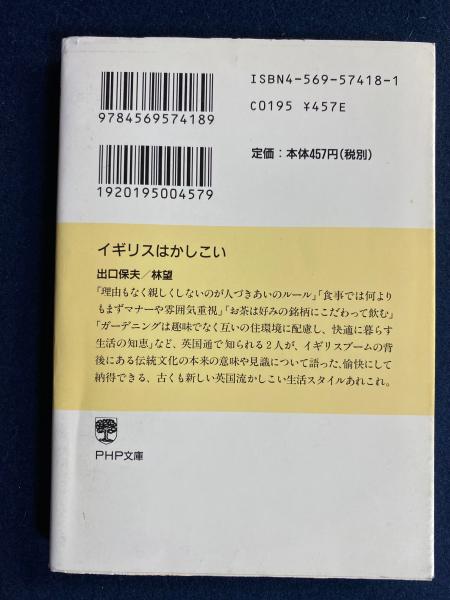 ISBN4-569-57418-1
C0195 ¥457E
9784569574189
定価：本体457円(税別)
1920195004579
イギリスはかしこい
出口保夫／林望
「理由もなく親しくしないのが人づきあいのルール」「食事では何より
もまずマナーや雰囲気重視」「お茶は好みの銘柄にこだわって飲む」
「ガーデニングは趣味でなく互いの住環境に配慮し、快適に暮らす
生活の知恵」など、英国通で知られる2人が、イギリスブームの背
後にある伝統文化の本来の意味や見識について語った、愉快にして
納得できる、古くも新しい英国流かしこい生活スタイルあれこれ。
PHP文庫